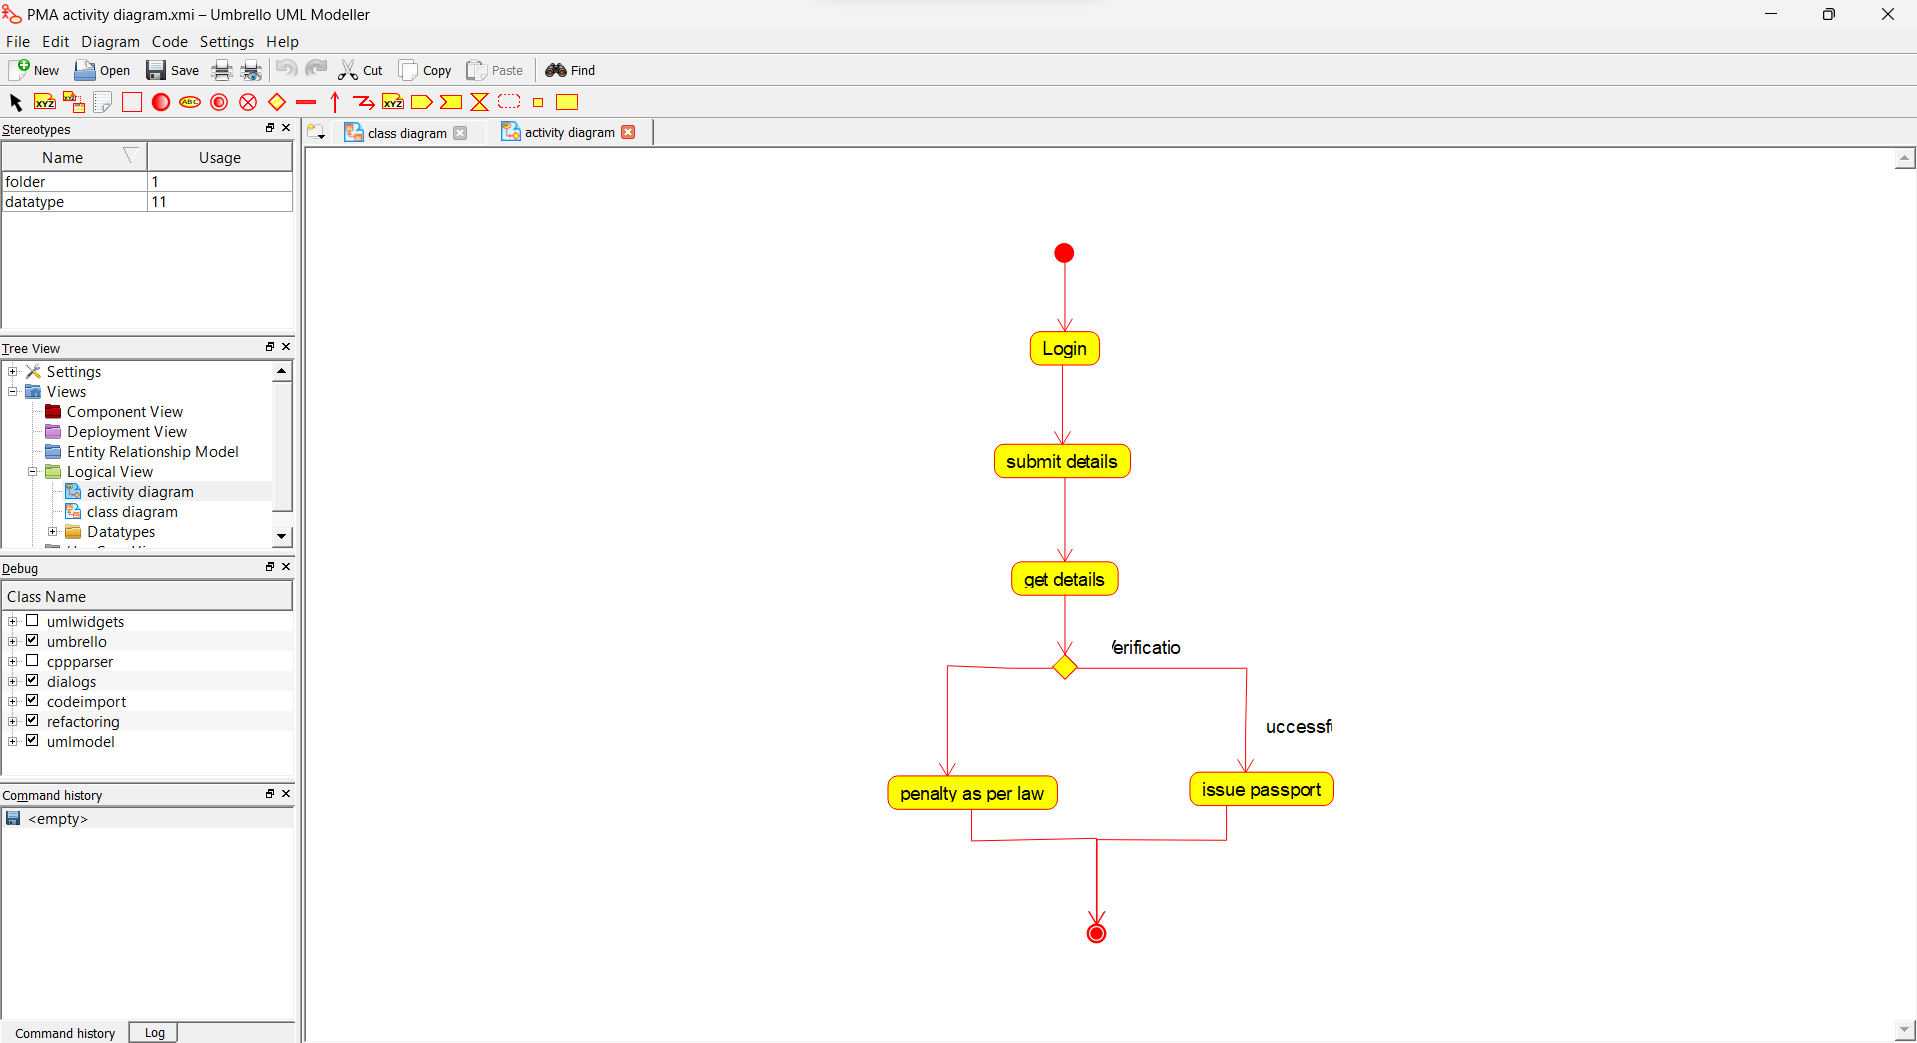 PMA activity diagram.xmi – Umbrello UML Modeller
File Edit Diagram Code Settings Help
New Open Save Cut Copy Paste Find
XYZ XYZ ABC XYZ
Stereotypes
class diagram activity diagram
Name Usage
folder 1
datatype 11
Tree View
Settings
Views
Component View
Deployment View
Entity Relationship Model
Logical View
activity diagram
class diagram
Datatypes
Debug
Class Name
umlwidgets
umbrello
cppparser
dialogs
codeimport
refactoring
umlmodel
Command history
<empty>
Command history Log
Login
submit details
get details
erificatio
uccessf
penalty as per law
issue passport